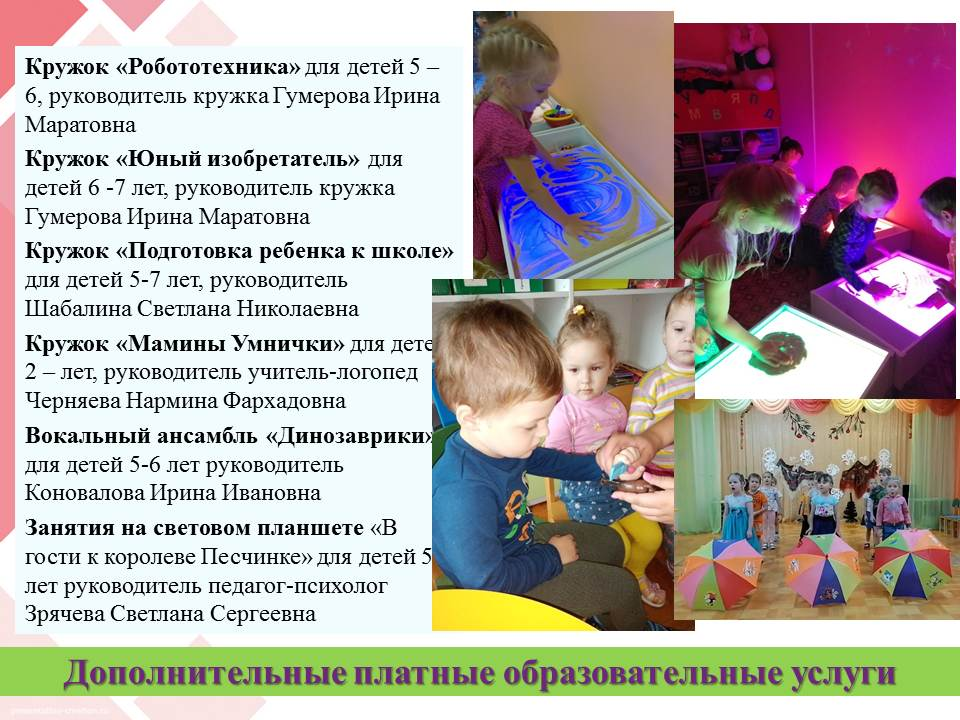 Кружок «Робототехника» для детей 5 –
6, руководитель кружка Гумерова Ирина
Маратовна
Кружок «Юный изобретатель» для
детей 6 -7 лет, руководитель кружка
Гумерова Ирина Маратовна
Кружок «Подготовка ребенка к школе»
для детей 5-7 лет, руководитель
Шабалина Светлана Николаевна
Кружок «Мамины Умнички» для дете
2 – лет, руководитель учитель-логопед
Черняева Нармина Фархадовна
Вокальный ансамбль «Динозаврики»
для детей 5-6 лет руководитель
Коновалова Ирина Ивановна
Занятия на световом планшете «В
гости к королеве Песчинке» для детей 5
лет руководитель педагог-психолог
Зрячева Светлана Сергеевна
Дополнительные платные образовательные услуги
presentation-creation.ru